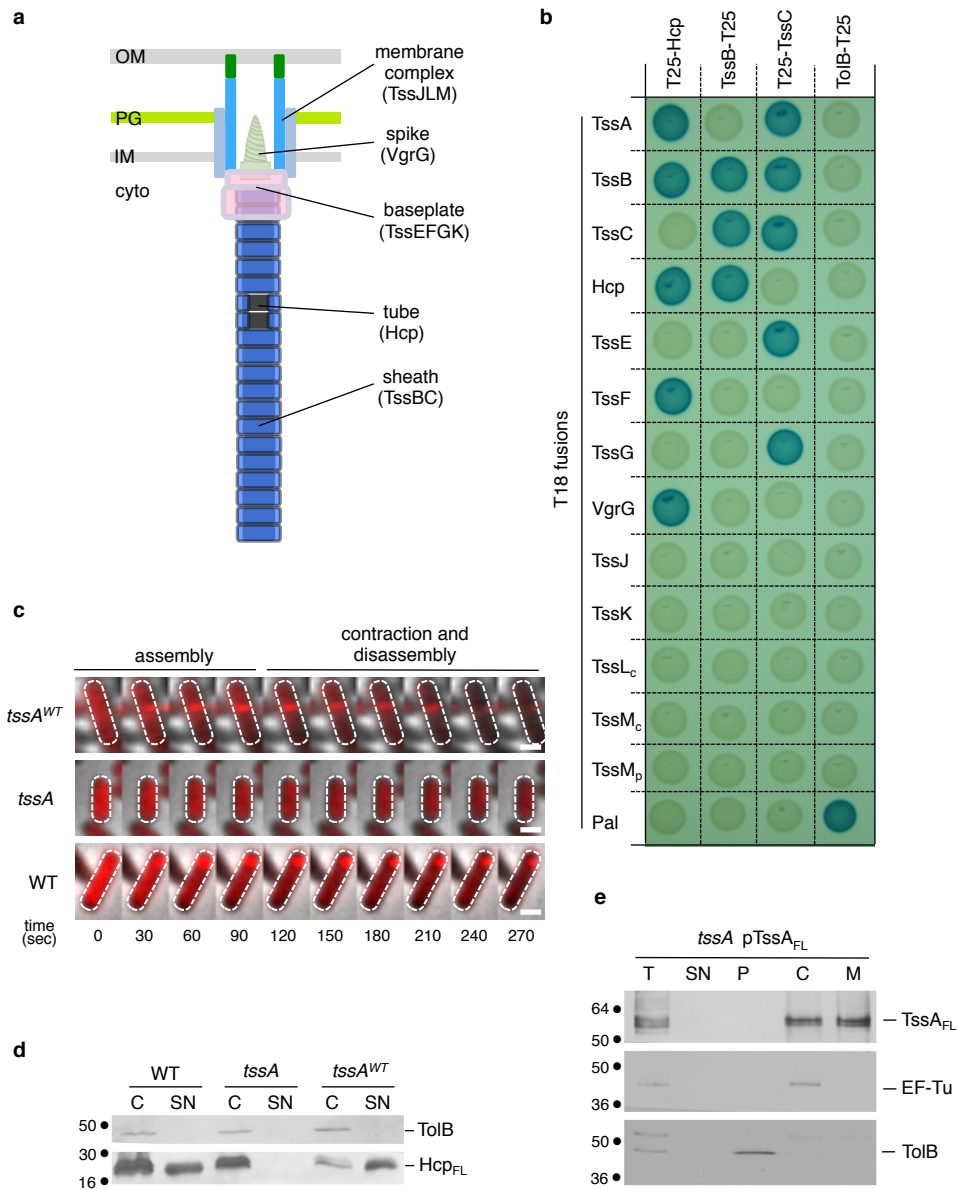 a
OM
PG
IM
cyto
membrane
complex
(TssJLM)
spike
(VgrG)
baseplate
(TssEFGK)
tube
(Hcp)
sheath
(TssBC)
b
T25-Hcp
TssB-T25
T25-TssC
TolB-T25
T18 fusions
TssA
TssB
TssC
Hcp
TssE
TssF
TssG
VgrG
TssJ
TssK
TssLc
TssMc
TssMp
Pal
c
assembly
contraction and
disassembly
tssAWT
tssA
WT
time
(sec)
0 30 60 90 120 150 180 210 240 270
d
WT tssA tssAWT
C SN C SN C SN
50
TolB
30
16
HcpFL
e
tssA pTssAFL
T SN P C M
64
50
TssAFL
50
36
EF-Tu
50
36
TolB